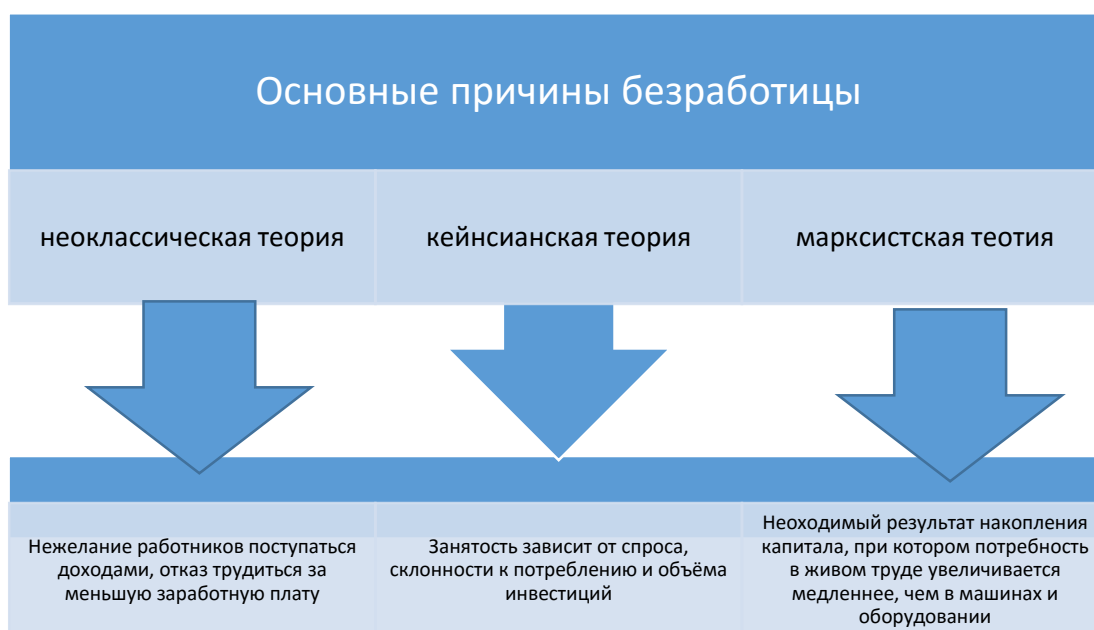 Основные причины безработицы
неоклассическая теория
кейнсианская теория
марксистская теотия
Нежелание работников поступаться
доходами, отказ трудиться за
меньшую заработную плату
Занятость зависит от спроса,
склонности к потреблению и объёма
инвестиций
Неоходимый результат накопления
капитала, при котором потребность
в живом труде увеличивается
медленнее, чем в машинах и
оборудовании